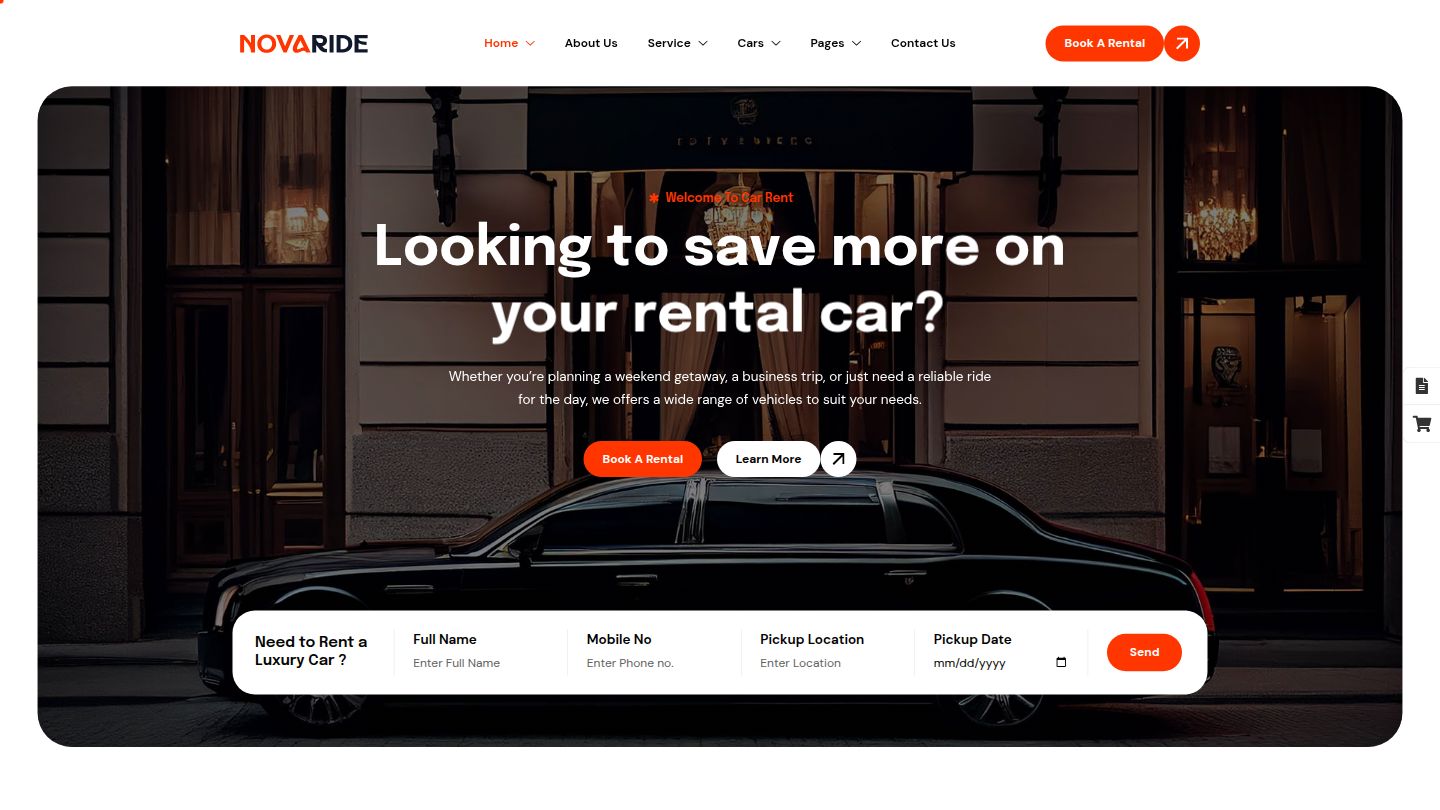 NOVARIDE
Home
About Us
Service
Cars
Pages
Contact Us
Book A Rental
Welcome To Car Rent
Looking to save more on
your rental car?
Whether you’re planning a weekend getaway, a business trip, or just need a reliable ride
for the day, we offers a wide range of vehicles to suit your needs.
Book A Rental
Learn More
Need to Rent a
Luxury Car ?
Full Name
Enter Full Name
Mobile No
Enter Phone no.
Pickup Location
Enter Location
Pickup Date
mm/dd/yyyy
Send